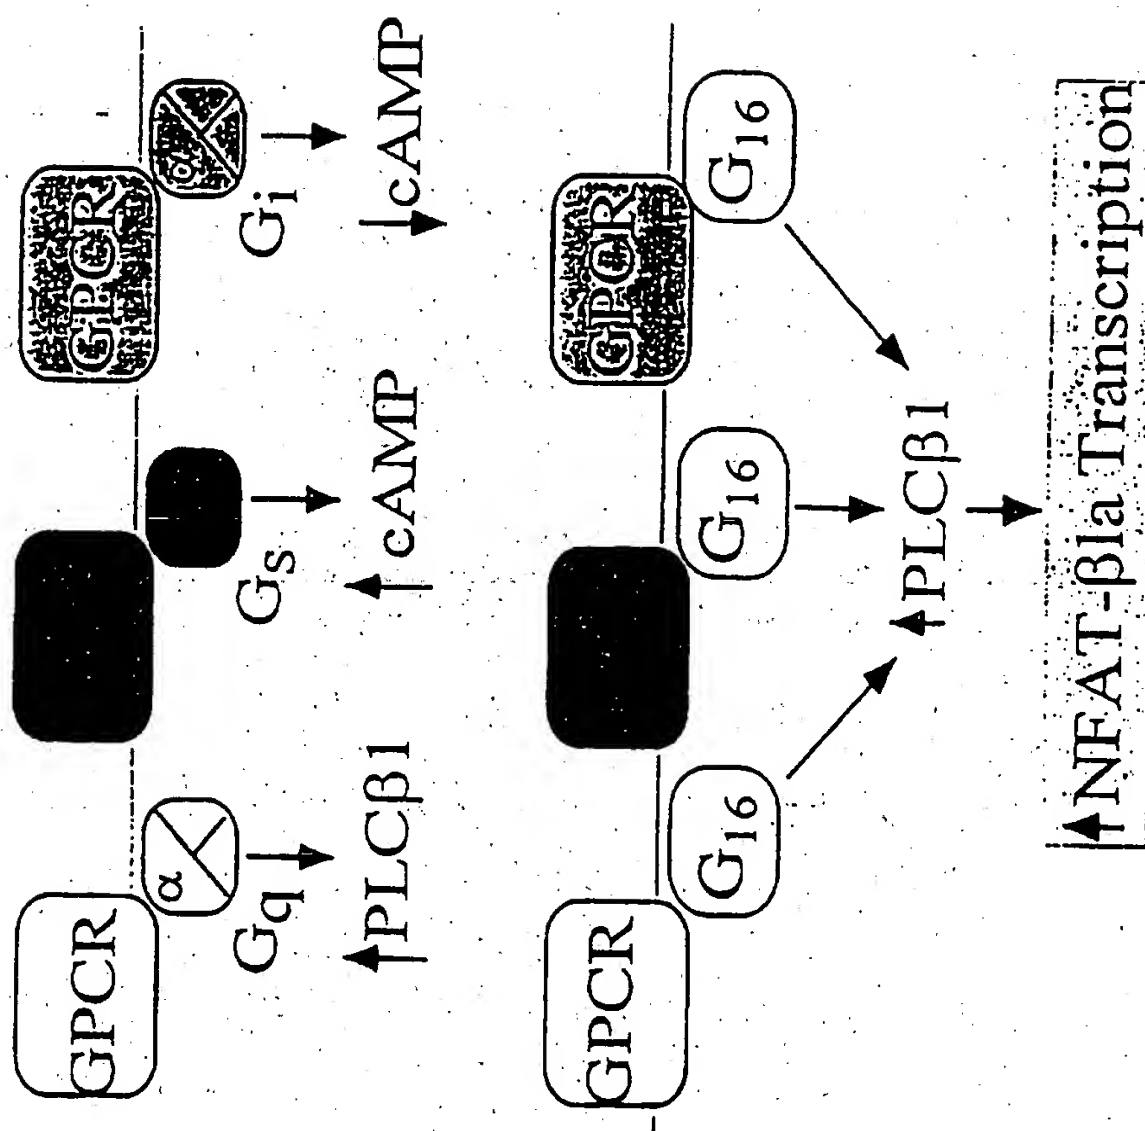 GPCR GPCR
α α
Gq Gs Gi
↑PLCβ1 ↑cAMP ↓cAMP
GPCR GPCR
G16 G16 G16
↑PLCβ1
↑NFAT-βla Transcription